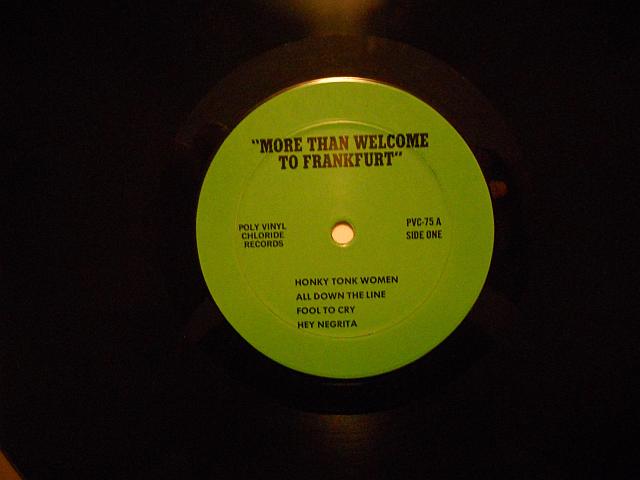 "MORE THAN WELCOME
TO FRANKFURT"
POLY VINYL
CHLORIDE
RECORDS
PVC-75 A
SIDE ONE
HONKY TONK WOMEN
ALL DOWN THE LINE
FOOL TO CRY
HEY NEGRITA